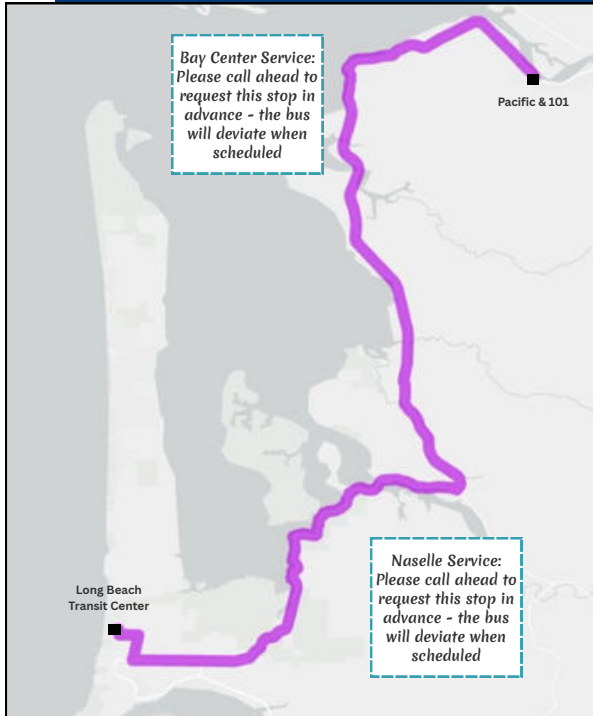 Bay Center Service:
Please call ahead to
request this stop in
advance - the bus
will deviate when
scheduled
Pacific & 101
Naselle Service:
Please call ahead to
request this stop in
advance - the bus
will deviate when
scheduled
Long Beach
Transit Center